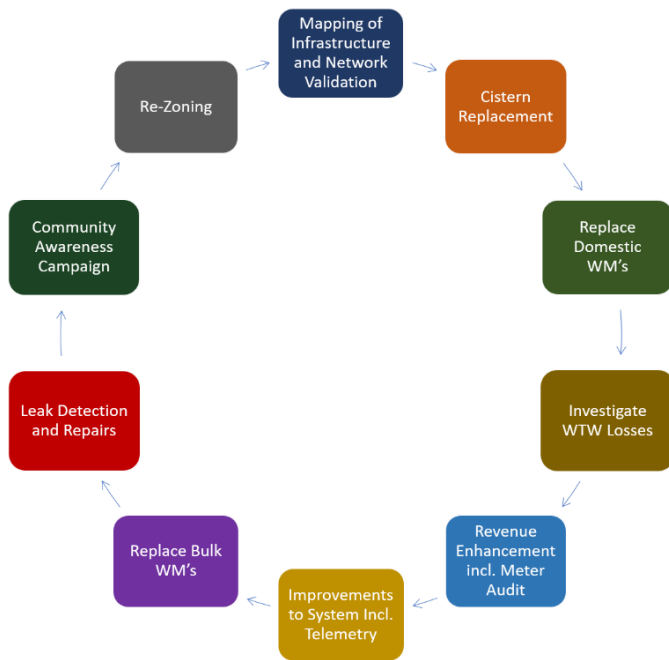 Mapping of
Infrastructure
and Network
Validation
Cistern
Replacement
Replace
Domestic
WM's
Investigate
WTW Losses
Revenue
Enhancement
incl. Meter
Audit
Improvements
to System Incl.
Telemetry
Replace Bulk
WM's
Leak Detection
and Repairs
Community
Awareness
Campaign
Re-Zoning